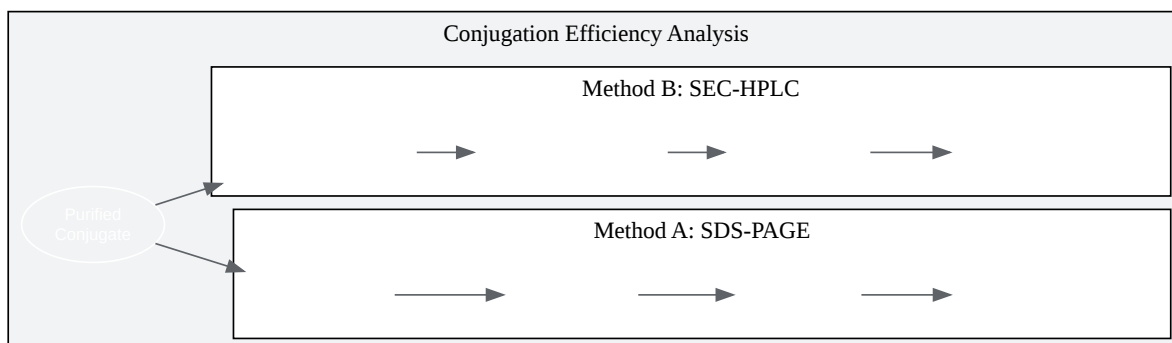 Conjugation Efficiency Analysis
Method B: SEC-HPLC
Purified
Conjugate
Method A: SDS-PAGE